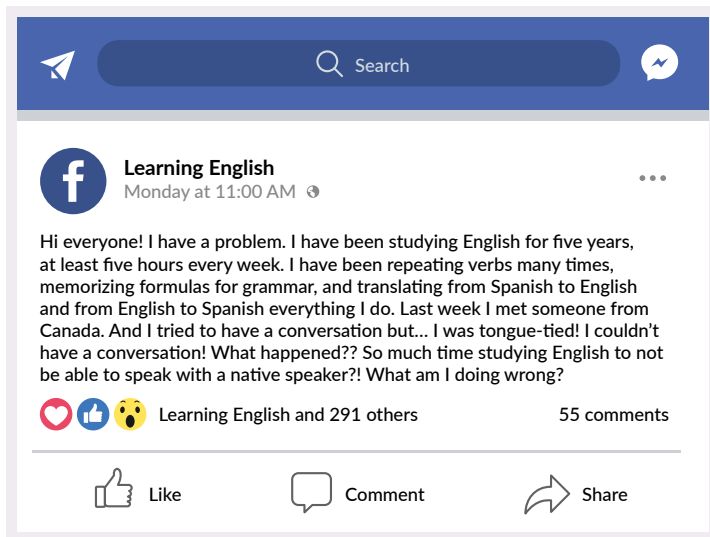 Search
f
Learning English
Monday at 11:00 AM
Hi everyone! I have a problem. I have been studying English for five years,
at least five hours every week. I have been repeating verbs many times,
memorizing formulas for grammar, and translating from Spanish to English
and from English to Spanish everything I do. Last week I met someone from
Canada. And I tried to have a conversation but... I was tongue-tied! I couldn't
have a conversation! What happened?? So much time studying English to not
be able to speak with a native speaker?! What am I doing wrong?
Learning English and 291 others 55 comments
Like Comment Share